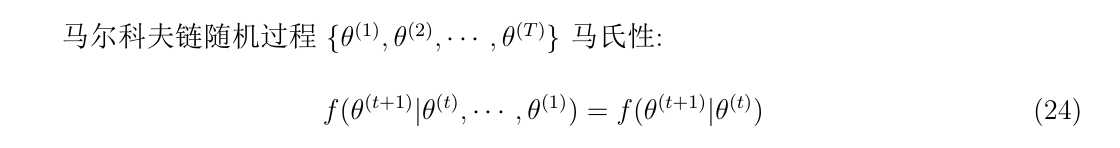 马尔科夫链随机过程 {θ^{(1)}, θ^{(2)}, ⋯ , θ^{(T)}} 马氏性:
f(θ^{(t+1)}|θ^{(t)}, ⋯ , θ^{(1)}) = f(θ^{(t+1)}|θ^{(t)}) (24)